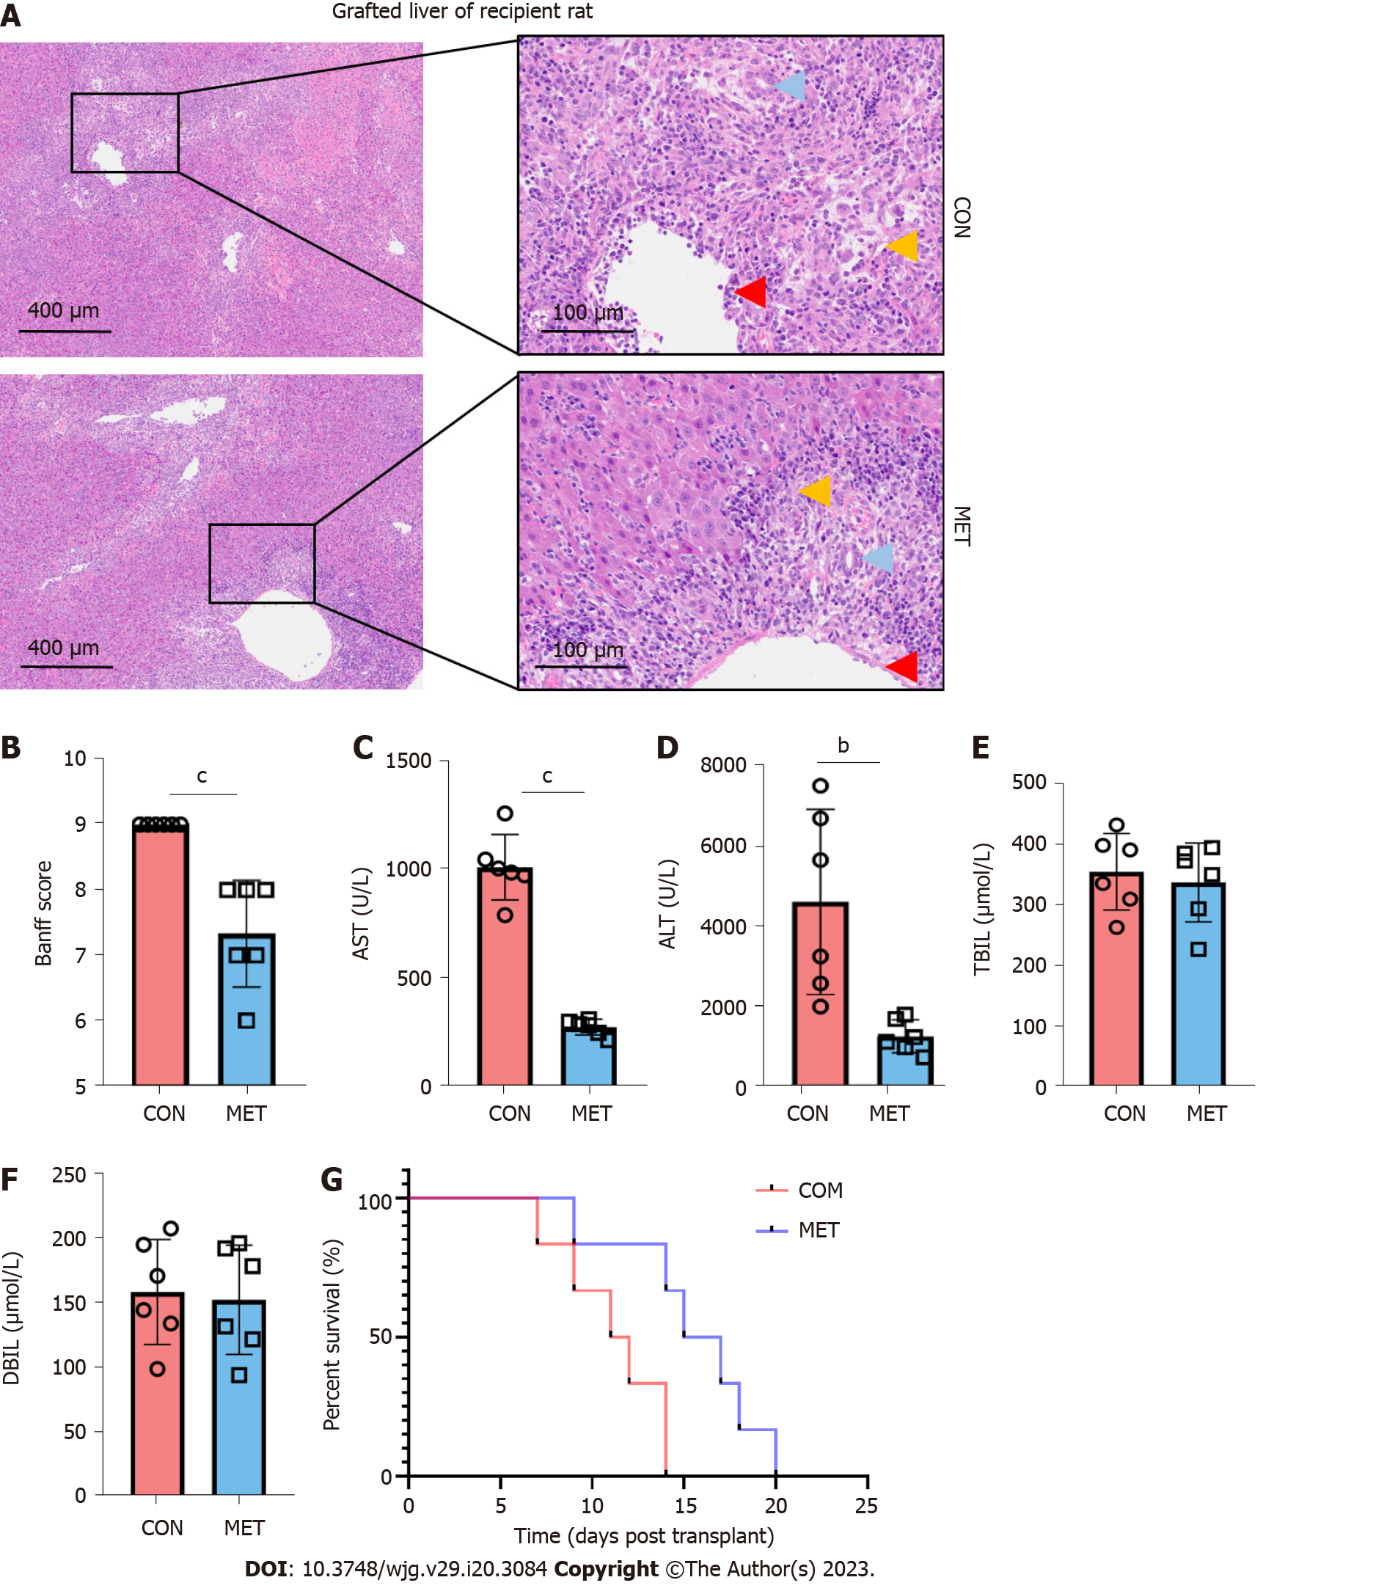 A
Grafted liver of recipient rat
400 µm
100 µm
CON
400 µm
100 µm
MET
B
10
9
8
7
6
5
Banff score
c
CON
MET
C
1500
1000
500
0
AST (U/L)
c
CON
MET
D
8000
6000
4000
2000
0
ALT (U/L)
b
CON
MET
E
500
400
300
200
100
0
TBIL (µmol/L)
CON
MET
F
250
200
150
100
50
0
DBIL (µmol/L)
CON
MET
G
100
50
0
Percent survival (%)
COM
MET
0 5 10 15 20 25
Time (days post transplant)
DOI: 10.3748/wjg.v29.i20.3084 Copyright ©The Author(s) 2023.